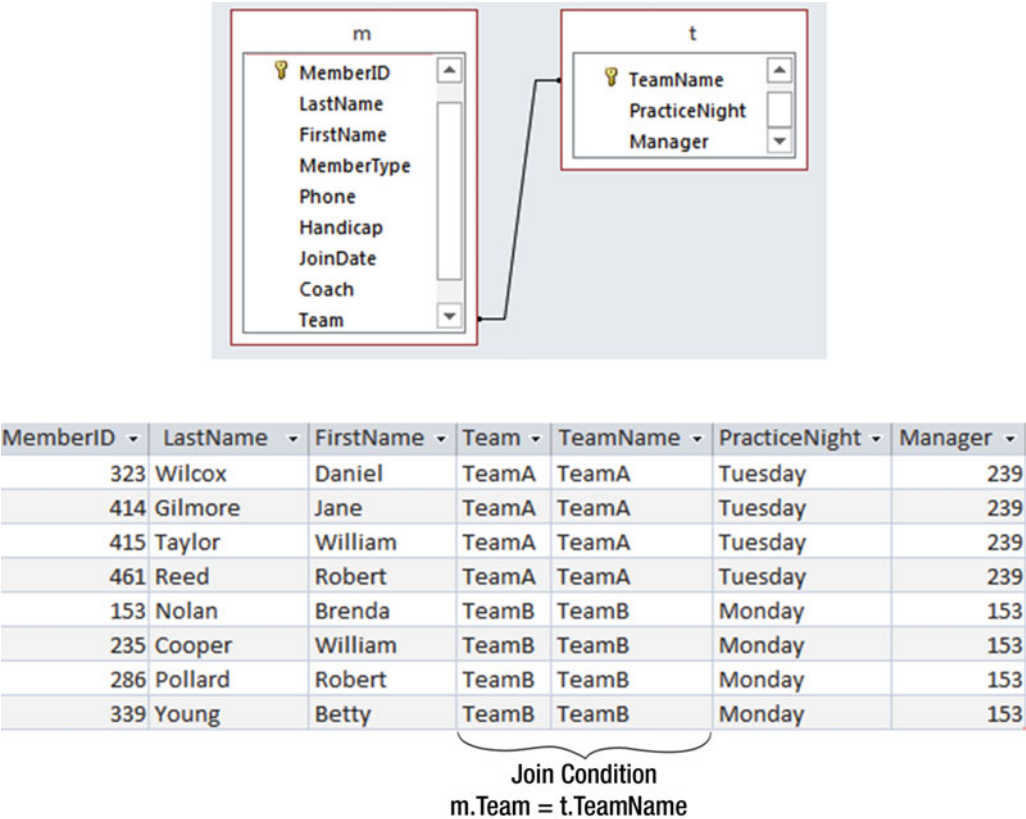 m
MemberID
LastName
FirstName
MemberType
Phone
Handicap
JoinDate
Coach
Team
t
TeamName
PracticeNight
Manager
MemberID LastName FirstName Team TeamName PracticeNight Manager
323 Wilcox Daniel TeamA TeamA Tuesday 239
414 Gilmore Jane TeamA TeamA Tuesday 239
415 Taylor William TeamA TeamA Tuesday 239
461 Reed Robert TeamA TeamA Tuesday 239
153 Nolan Brenda TeamB TeamB Monday 153
235 Cooper William TeamB TeamB Monday 153
286 Pollard Robert TeamB TeamB Monday 153
339 Young Betty TeamB TeamB Monday 153
Join Condition
m.Team = t.TeamName